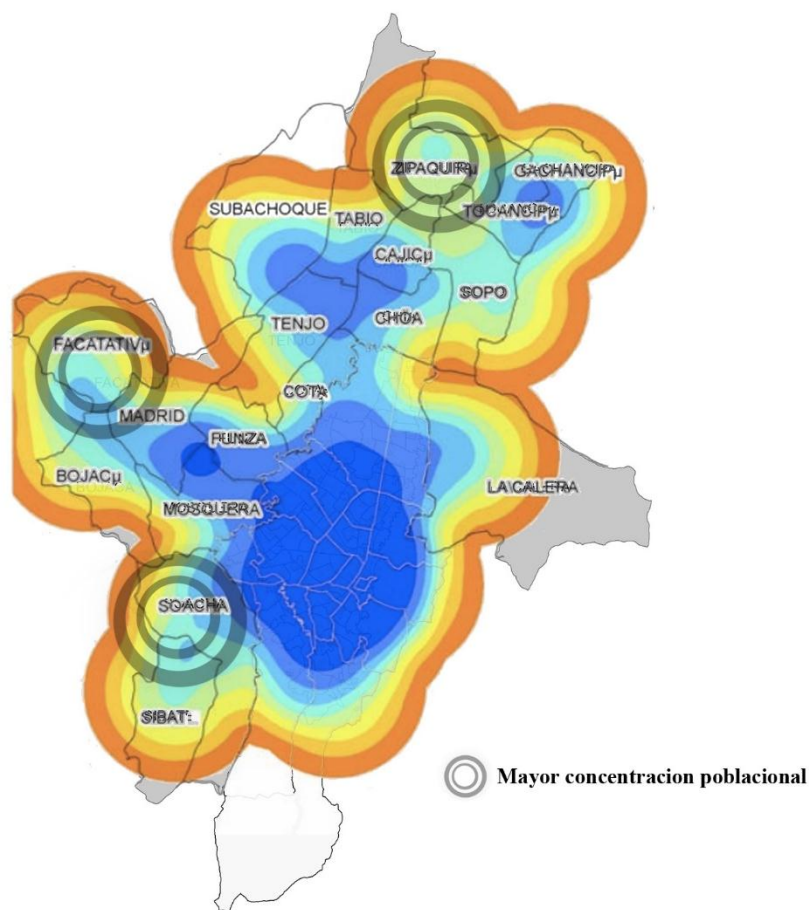 ZIPAQUIRµ
GACHANCIPµ
SUBACHOQUE
TABIO
TOCANCIPµ
CAJICµ
SOPO
TENJO
CHIA
TENJO
FACATATIVµ
COTA
MADRID
FUNZA
BOJACµ
LA CALERA
MOSQUERA
SOACHA
SIBAT‚
Mayor concentracion poblacional